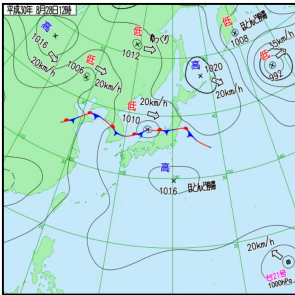 平成30年 8月28日12時
高
1016
20km/h
低
1006
20km/h
低
ゆっくり
1012
低
ほとんど停滞
1008
低
15km/h
992
高
1020
20km/h
低
20km/h
1010
高
ほとんど停滞
1016
20km/h
台21号
1000hPa